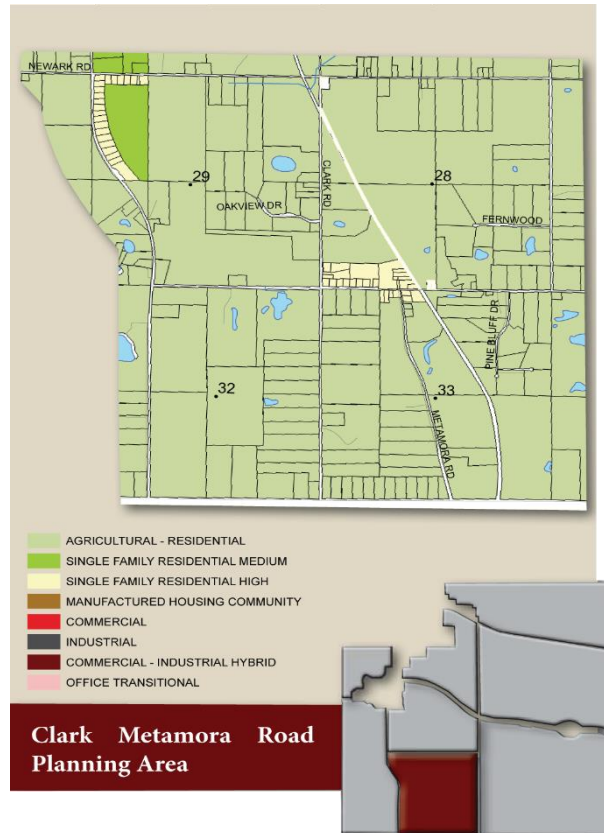 NEWARK RD
29
CLARK RD
28
OAKVIEW DR
FERNWOOD
PINE BLUFF DR
32
33
METAMORA RD
AGRICULTURAL - RESIDENTIAL
SINGLE FAMILY RESIDENTIAL MEDIUM
SINGLE FAMILY RESIDENTIAL HIGH
MANUFACTURED HOUSING COMMUNITY
COMMERCIAL
INDUSTRIAL
COMMERCIAL - INDUSTRIAL HYBRID
OFFICE TRANSITIONAL
Clark Metamora Road
Planning Area